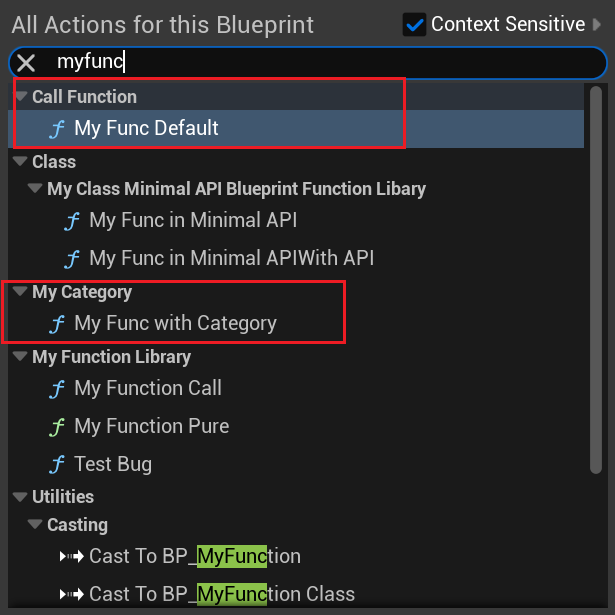 All Actions for this Blueprint
Context Sensitive
myfunc
Call Function
My Func Default
Class
My Class Minimal API Blueprint Function Libary
My Func in Minimal API
My Func in Minimal APIWith API
My Category
My Func with Category
My Function Library
My Function Call
My Function Pure
Test Bug
Utilities
Casting
Cast To BP_MyFunction
Cast To BP_MyFunction Class